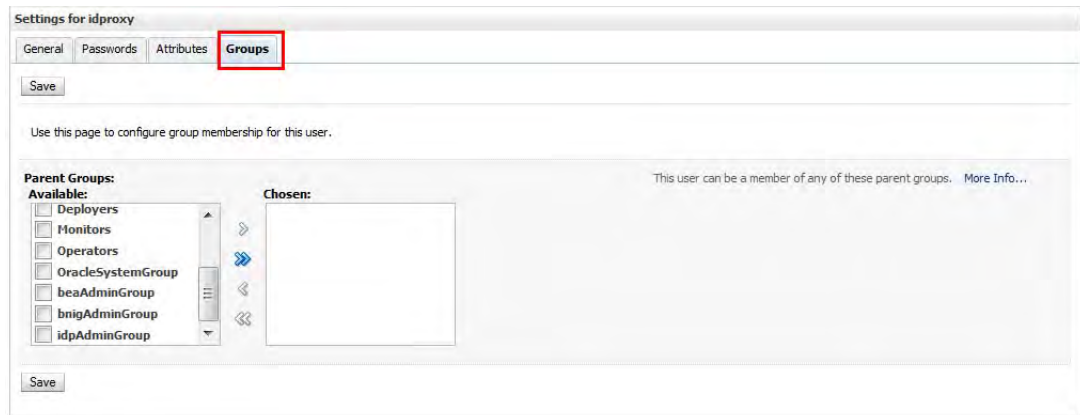 Settings for idproxy
General Passwords Attributes Groups
Save
Use this page to configure group membership for this user.
Parent Groups:
This user can be a member of any of these parent groups. More Info...
Available: Chosen:
Deployers
Monitors
Operators
OracleSystemGroup
beaAdminGroup
bnigAdminGroup
idpAdminGroup
Save